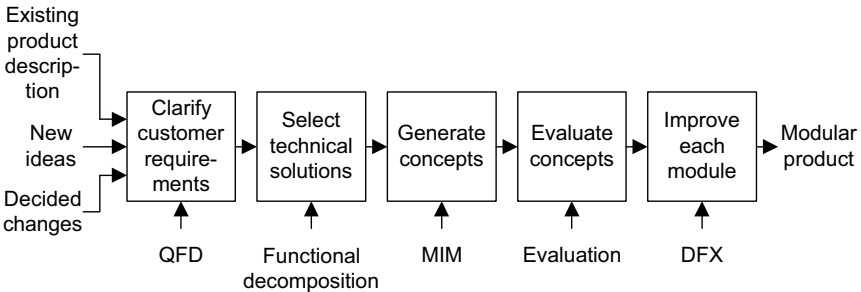 Existing
product
descrip-
tion
New
ideas
Decided
changes
Clarify
customer
require-
ments
Select
technical
solutions
Generate
concepts
Evaluate
concepts
Improve
each
module
Modular
product
QFD
Functional
decomposition
MIM
Evaluation
DFX